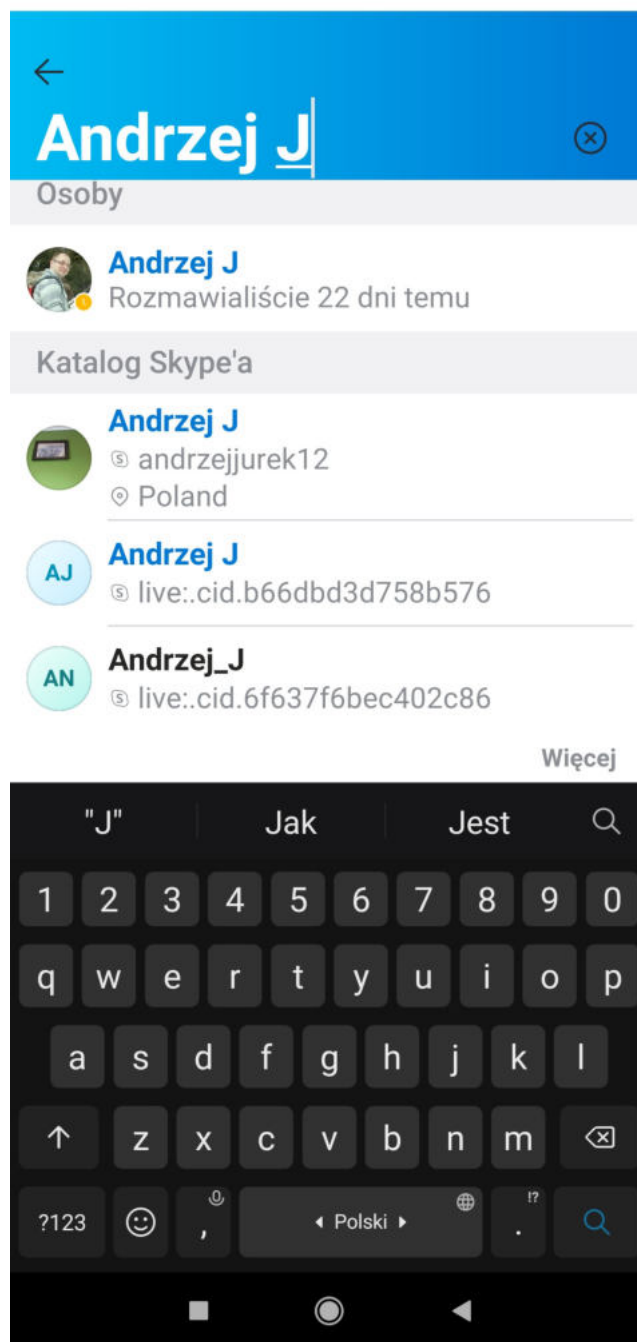 Andrzej J
Osoby
Andrzej J
Rozmawialiście 22 dni temu
Katalog Skype'a
Andrzej J
andrzejjurek12
Poland
AJ
Andrzej J
live:.cid.b66dbd3d758b576
AN
Andrzej_J
live:.cid.6f637f6bec402c86
Więcej
"J" Jak Jest
1 2 3 4 5 6 7 8 9 0
q w e r t y u i o p
a s d f g h j k l
z x c v b n m
?123 , Polski . !?